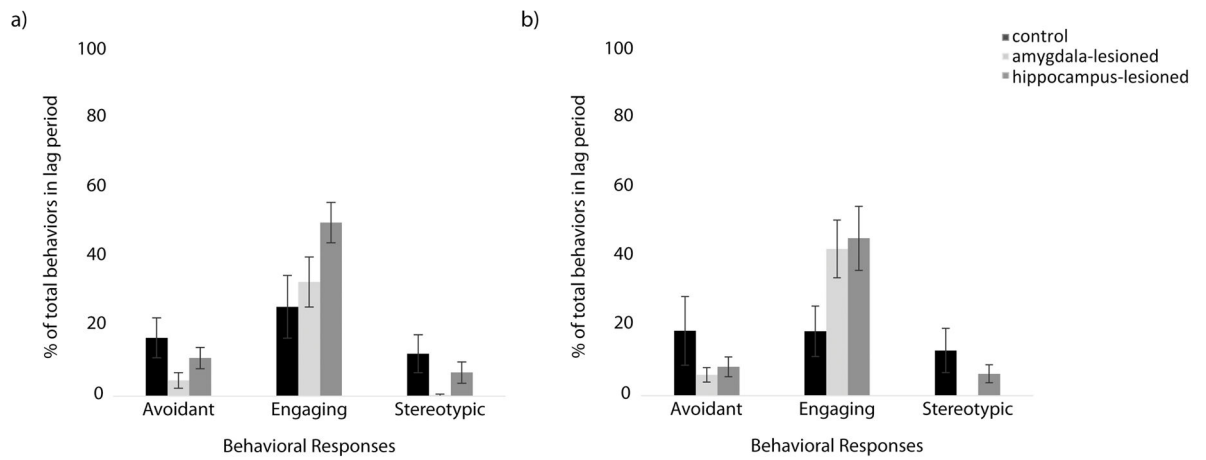 a)
% of total behaviors in lag period
100
80
60
40
20
0
Avoidant Engaging Stereotypic
Behavioral Responses
b)
% of total behaviors in lag period
100
80
60
40
20
0
Avoidant Engaging Stereotypic
Behavioral Responses
control
amygdala-lesioned
hippocampus-lesioned